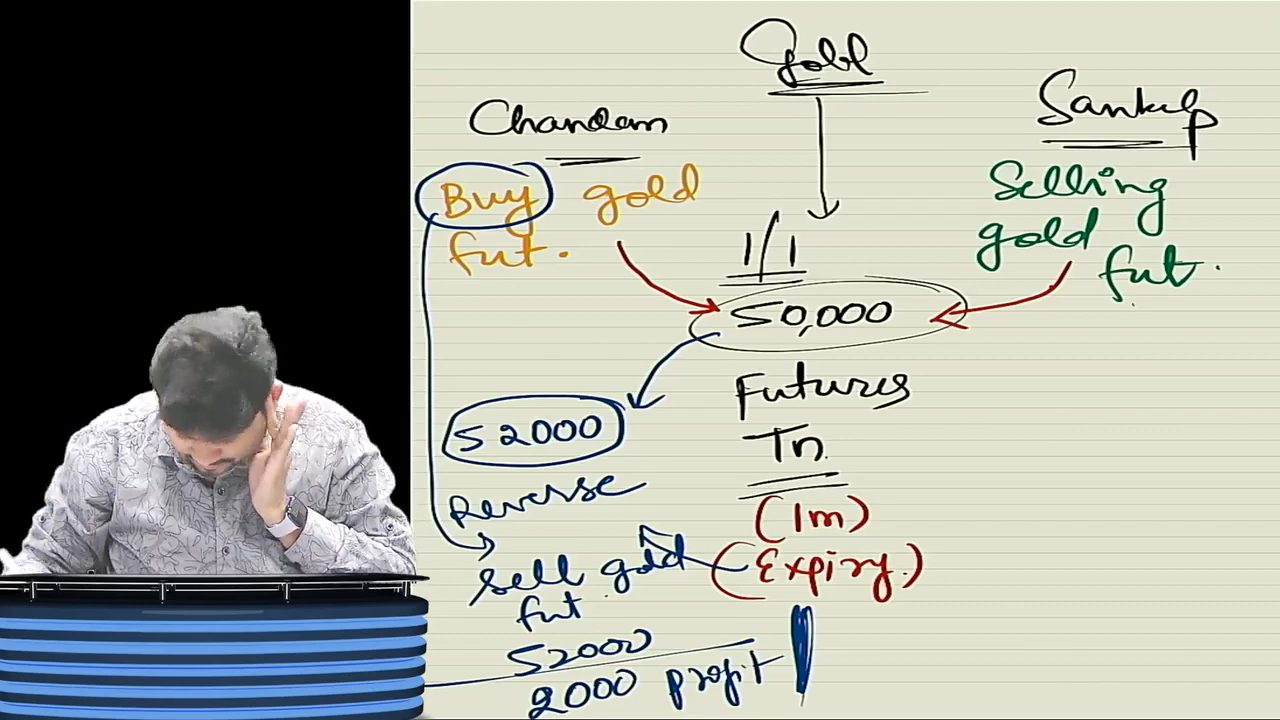 Gold
Chandan
Sankalp
Buy gold
fut.
Selling
gold
fut.
1/1
50,000
Futures
Tn.
(1m)
(Expiry.)
52000
Reverse
Sell gold
fut
52000
2000 profit